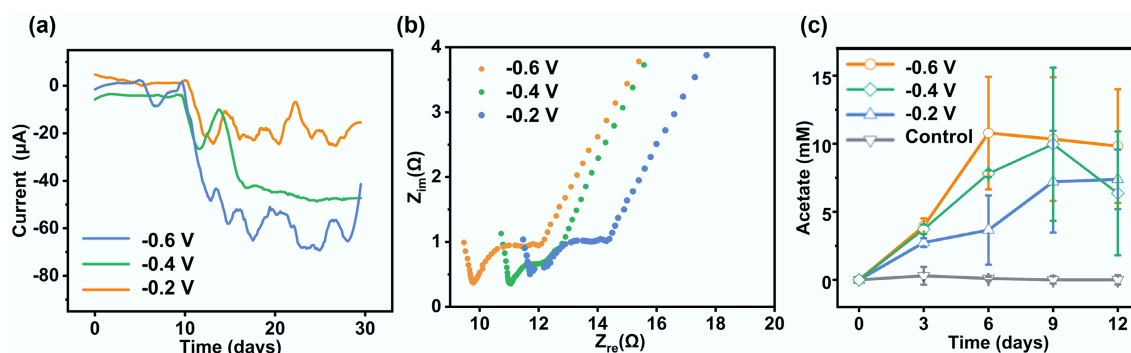 (a)
0
-20
-40
-60
-80
Current (μA)
-0.6 V
-0.4 V
-0.2 V
0
10
20
30
Time (days)
(b)
4
3
2
1
0
Zim(Ω)
-0.6 V
-0.4 V
-0.2 V
10
12
14
16
18
20
Zre(Ω)
(c)
15
10
5
0
Acetate (mM)
-0.6 V
-0.4 V
-0.2 V
Control
0
3
6
9
12
Time (days)